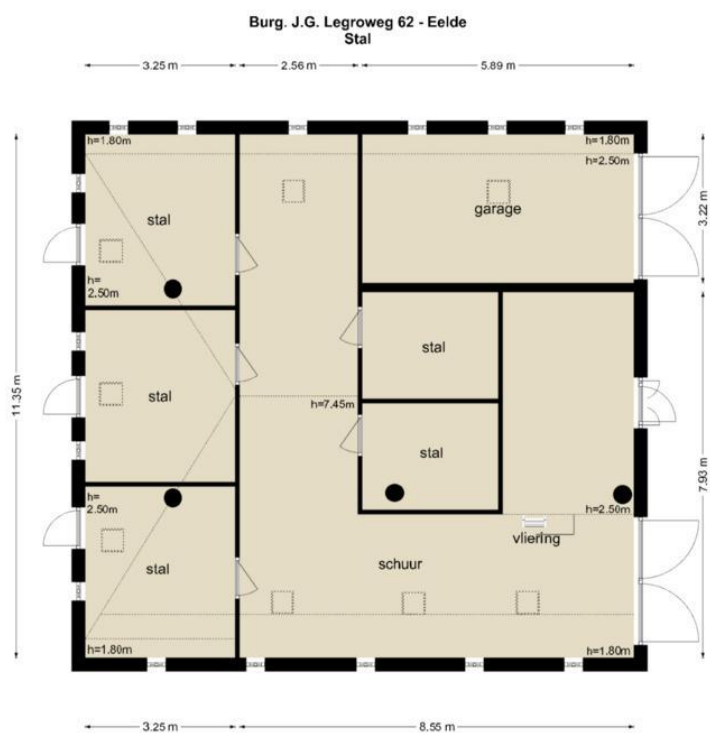 Burg. J.G. Legroweg 62 - Eelde
Stal
3.25 m
2.56 m
5.89 m
h=1.80m
h=1.80m
h=2.50m
stal
garage
3.22 m
h=
2.50m
stal
11.35 m
stal
h=7.45m
stal
7.93 m
h=
2.50m
h=2.50m
vliering
stal
schuur
h=1.80m
h=1.80m
3.25 m
8.55 m